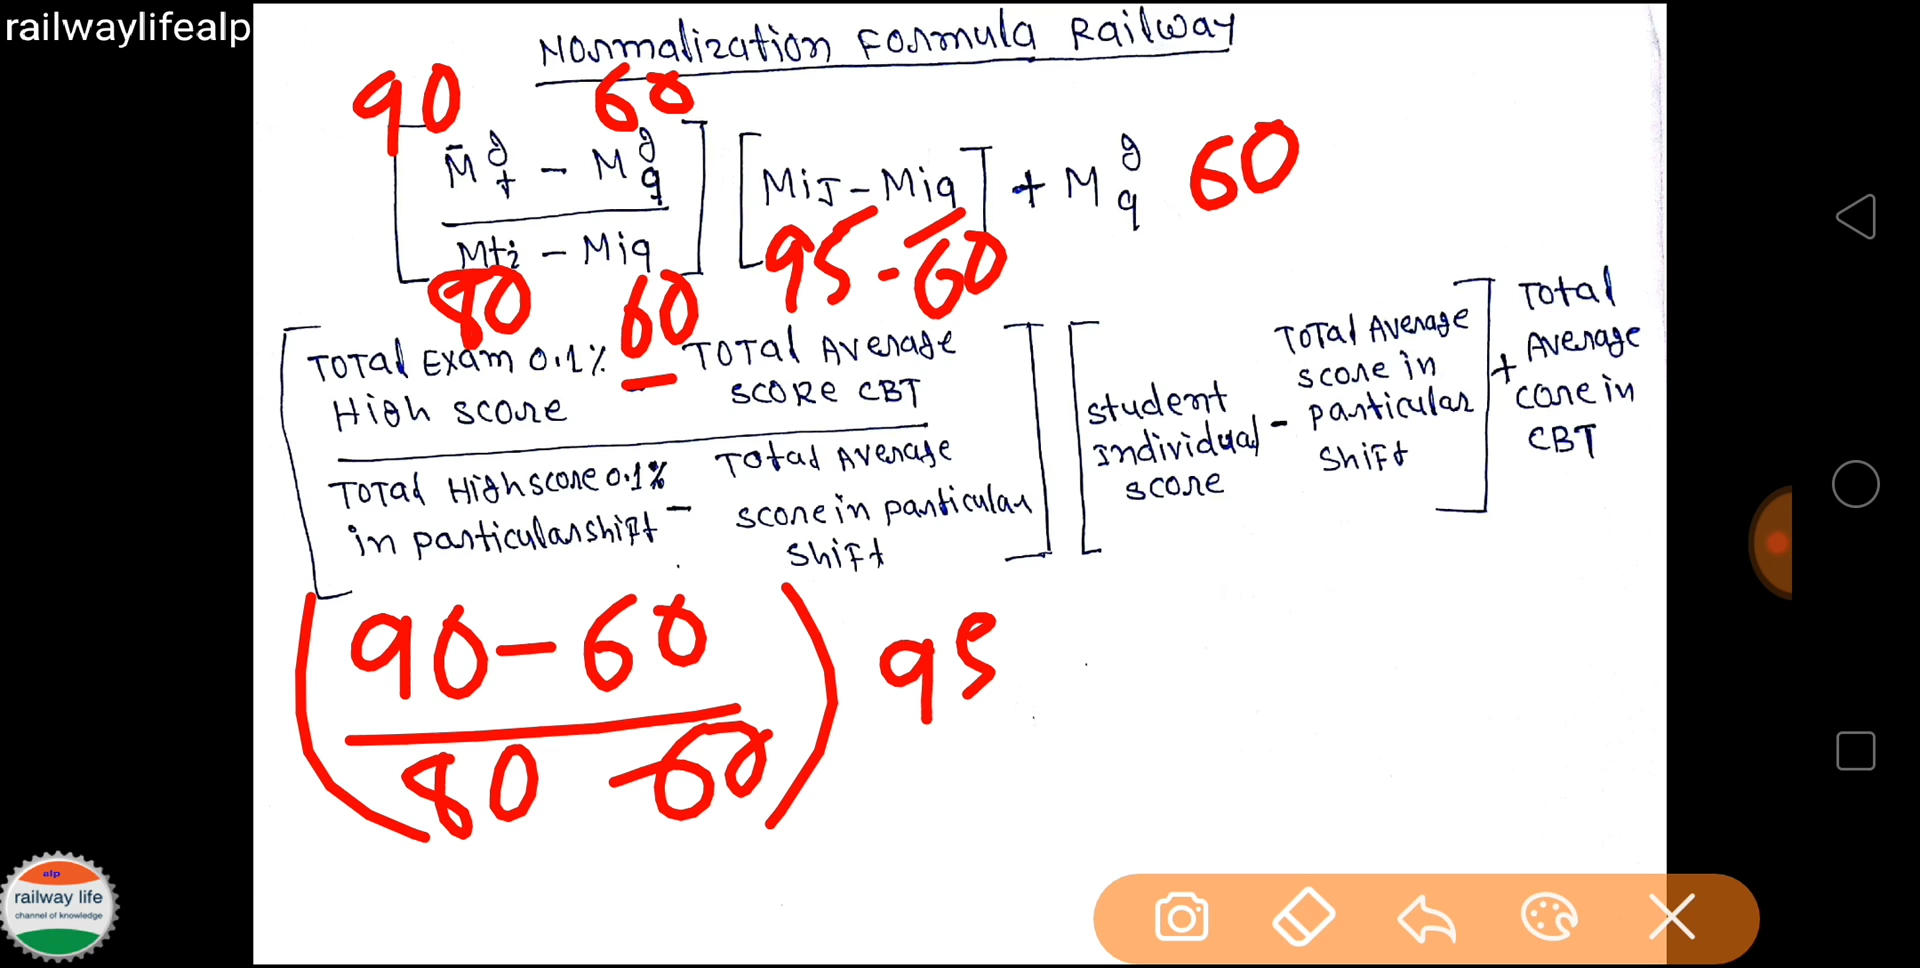 railwaylifealp
Normalization Formula Railway
90 60
[M̄ g t - M g q] [Mij - Miq] + M g q 60
Mti - Miq
80 60 95 - 60
[Total Exam 0.1% - Total Average
High score Score CBT
Total High score 0.1% - Total Average
in particular shift score in particular
shift]
[student
individual
score
- Total Average
score in
particular
shift]
+ Total
Average
core in
CBT
(90 - 60) 95
80 - 60
alp
railway life
channel of knowledge